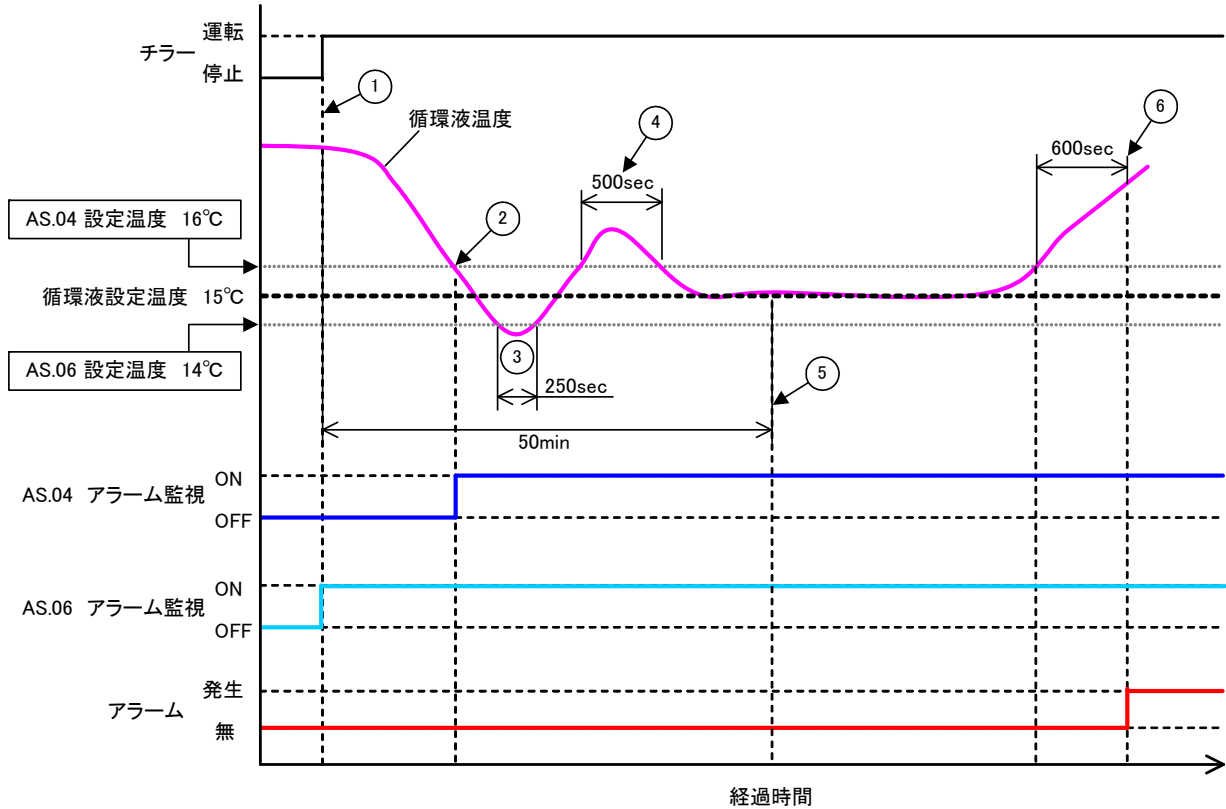 運転
チラー
停止
①
循環液温度
④
⑥
600sec
500sec
AS.04 設定温度 16℃
②
循環液設定温度 15℃
③
AS.06 設定温度 14℃
250sec
⑤
50min
ON
AS.04 アラーム監視
OFF
ON
AS.06 アラーム監視
OFF
発生
アラーム
無
経過時間